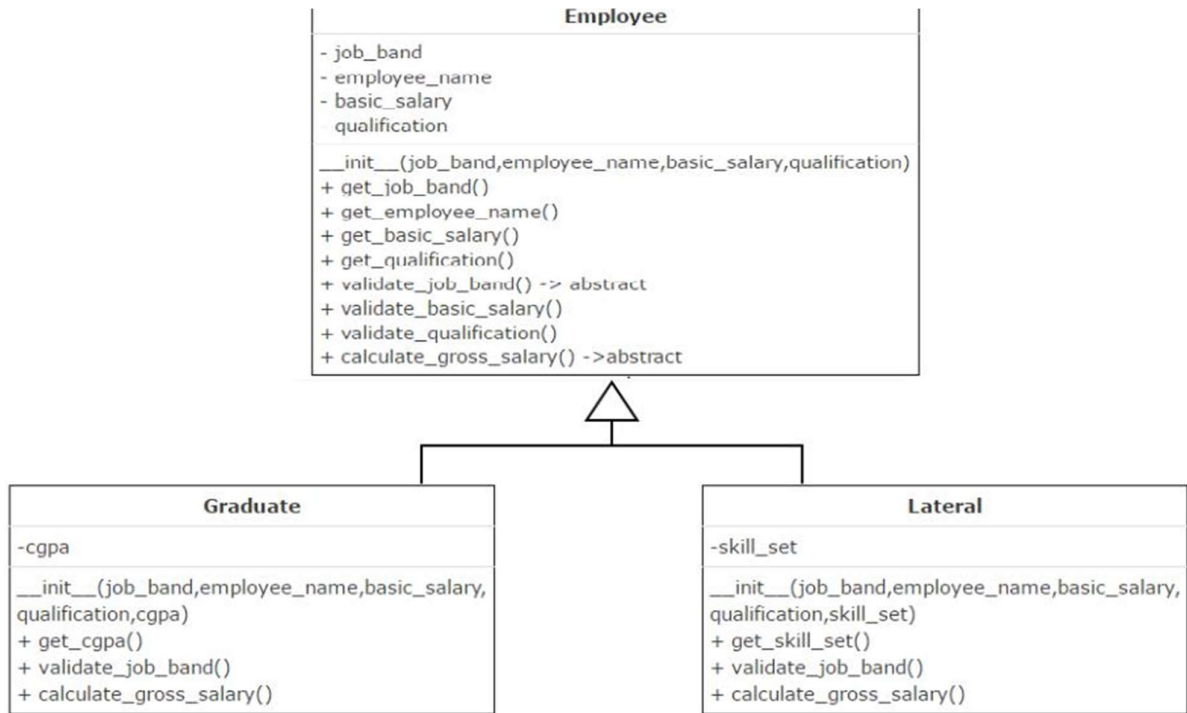 Employee
- job_band
- employee_name
- basic_salary
qualification
__init__(job_band,employee_name,basic_salary,qualification)
+ get_job_band()
+ get_employee_name()
+ get_basic_salary()
+ get_qualification()
+ validate_job_band() -> abstract
+ validate_basic_salary()
+ validate_qualification()
+ calculate_gross_salary() ->abstract
Graduate
-cgpa
__init__(job_band,employee_name,basic_salary,
qualification,cgpa)
+ get_cgpa()
+ validate_job_band()
+ calculate_gross_salary()
Lateral
-skill_set
__init__(job_band,employee_name,basic_salary,
qualification,skill_set)
+ get_skill_set()
+ validate_job_band()
+ calculate_gross_salary()